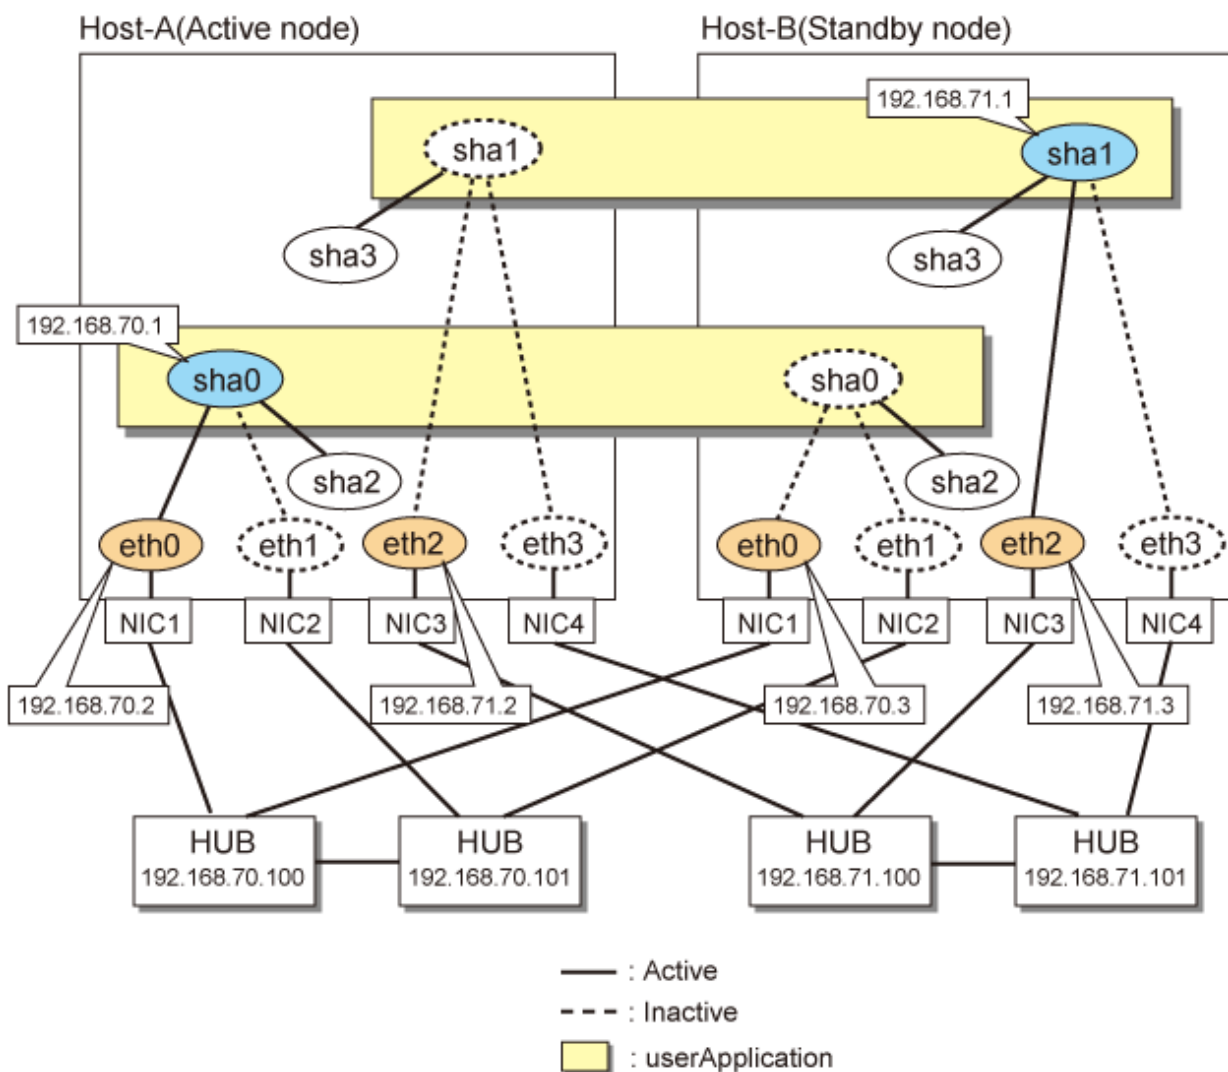 Host-A(Active node)
Host-B(Standby node)
192.168.71.1
sha1
sha1
sha3
sha3
192.168.70.1
sha0
sha0
sha2
sha2
eth0
eth1
eth2
eth3
eth0
eth1
eth2
eth3
NIC1
NIC2
NIC3
NIC4
NIC1
NIC2
NIC3
NIC4
192.168.70.2
192.168.71.2
192.168.70.3
192.168.71.3
HUB
192.168.70.100
HUB
192.168.70.101
HUB
192.168.71.100
HUB
192.168.71.101
: Active
: Inactive
: userApplication